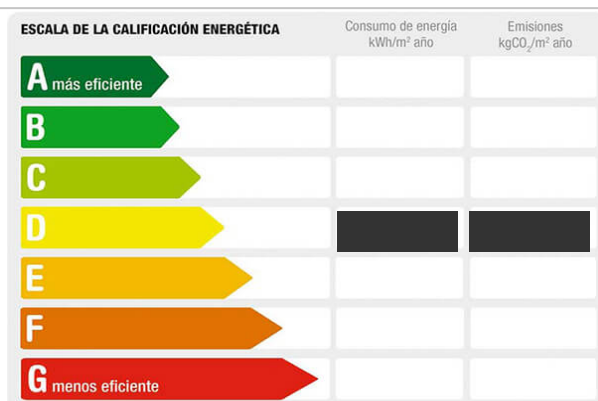 ESCALA DE LA CALIFICACIÓN ENERGÉTICA
Consumo de energía
kWh/m² año
Emisiones
kgCO₂/m² año
A más eficiente
B
C
D
E
F
G menos eficiente